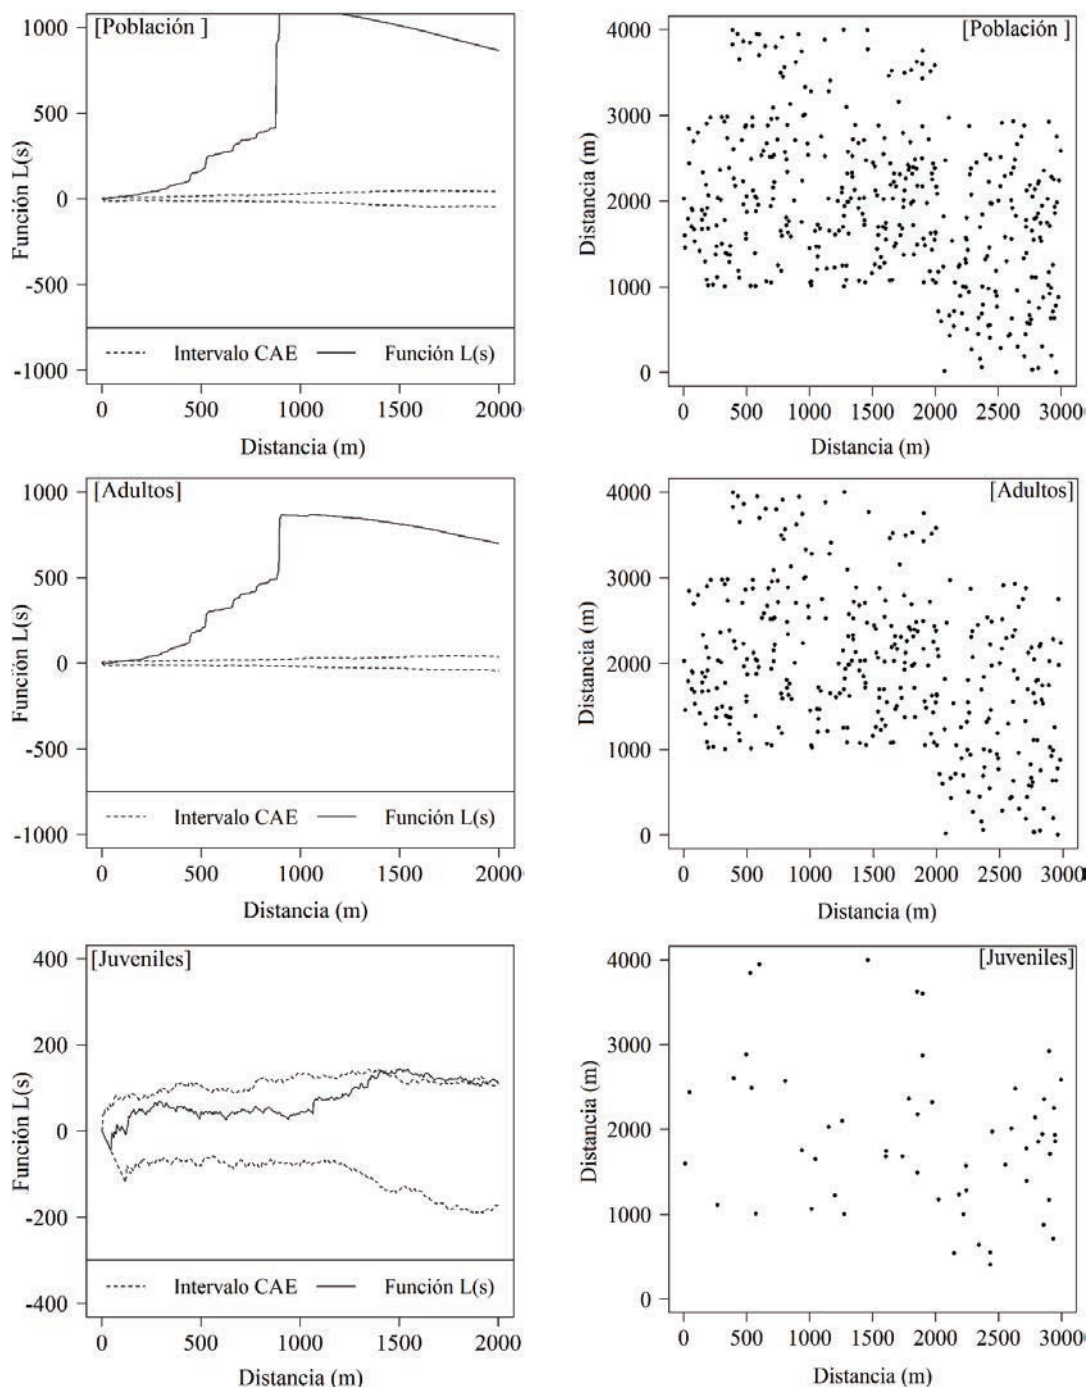 [Población ]
1000
500
0
-500
-1000
Función L(s)
Intervalo CAE
Función L(s)
0 500 1000 1500 2000
Distancia (m)
[Población ]
4000
3000
2000
1000
0
Distancia (m)
0 500 1000 1500 2000 2500 3000
Distancia (m)
[Adultos]
1000
500
0
-500
-1000
Función L(s)
Intervalo CAE
Función L(s)
0 500 1000 1500 2000
Distancia (m)
[Adultos]
4000
3000
2000
1000
0
Distancia (m)
0 500 1000 1500 2000 2500 3000
Distancia (m)
[Juveniles]
400
200
0
-200
-400
Función L(s)
Intervalo CAE
Función L(s)
0 500 1000 1500 2000
Distancia (m)
[Juveniles]
4000
3000
2000
1000
0
Distancia (m)
0 500 1000 1500 2000 2500 3000
Distancia (m)